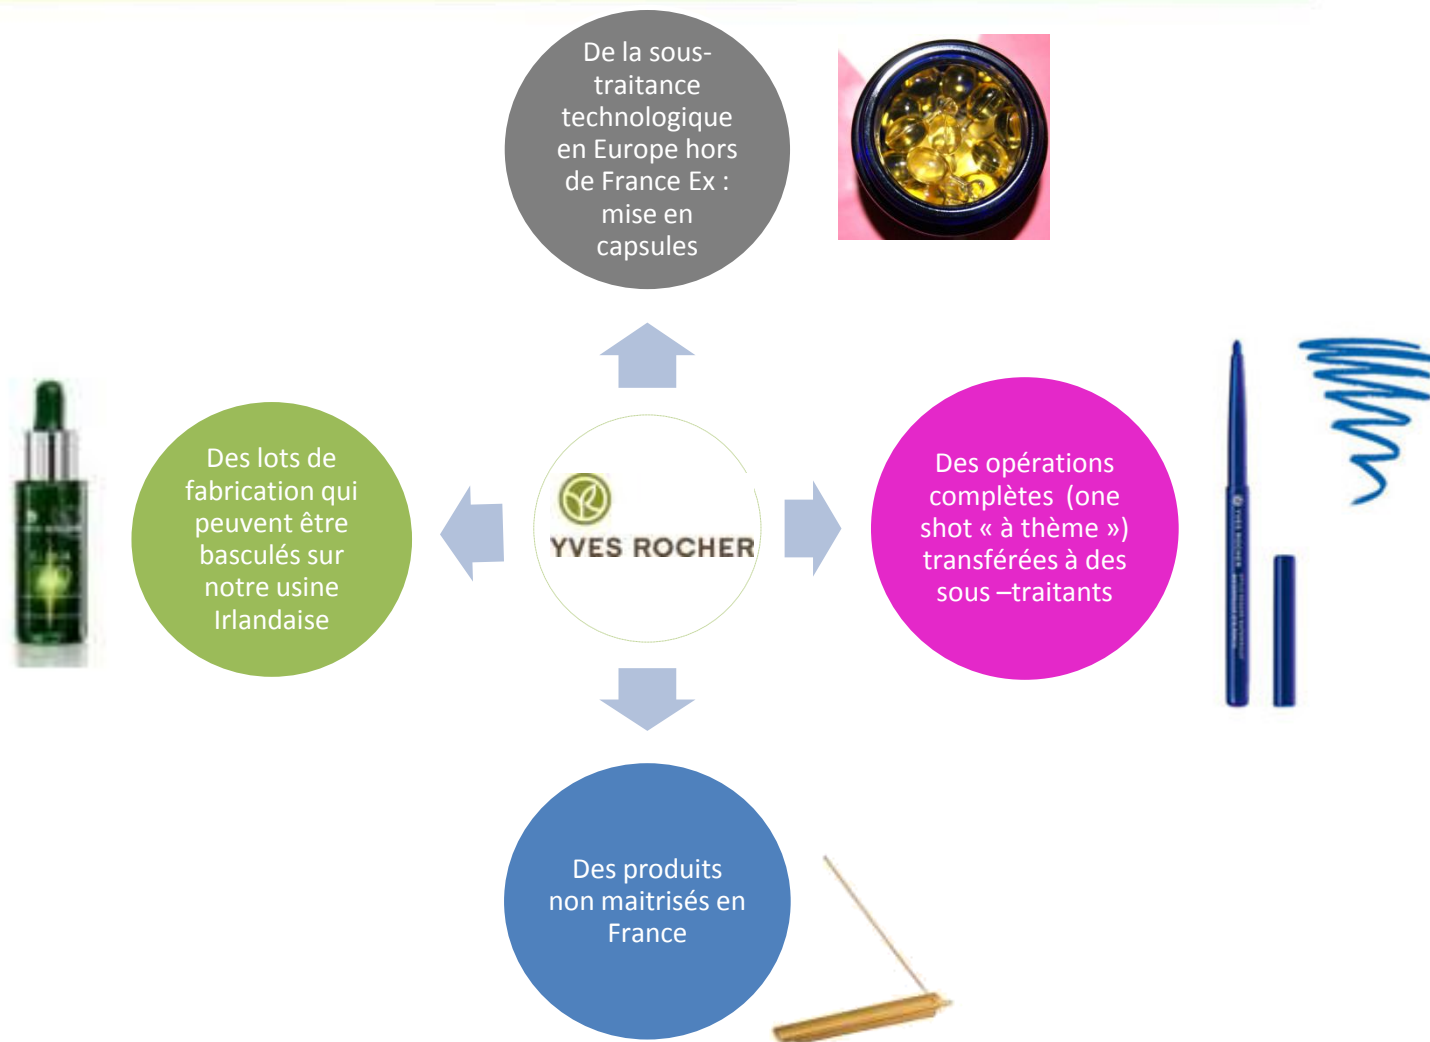 De la sous-
traitance
technologique
en Europe hors
de France Ex :
mise en
capsules
Des lots de
fabrication qui
peuvent être
basculés sur
notre usine
Irlandaise
YVES ROCHER
Des opérations
complètes (one
shot « à thème »)
transférées à des
sous –traitants
YVES ROCHER
Des produits
non maitrisés en
France